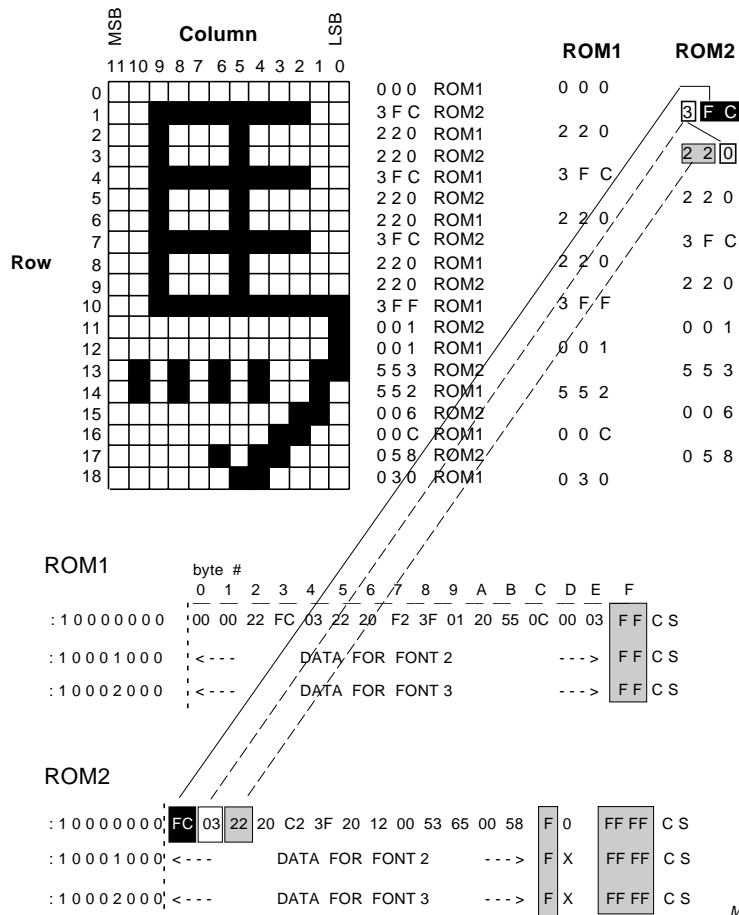 MSB Column LSB
11 10 9 8 7 6 5 4 3 2 1 0
ROM1 ROM2
0 0 0 0 ROM1 0 0 0
1 3 F C ROM2 3 F C
2 2 2 0 ROM1 2 2 0
3 2 2 0 ROM2 2 2 0
4 3 F C ROM1 3 F C
5 2 2 0 ROM2 2 2 0
6 2 2 0 ROM1 2 2 0
7 3 F C ROM2 3 F C
Row
8 2 2 0 ROM1 2 2 0
9 2 2 0 ROM2 2 2 0
10 3 F F ROM1 3 F F
11 0 0 1 ROM2 0 0 1
12 0 0 1 ROM1 0 0 1
13 5 5 3 ROM2 5 5 3
14 5 5 2 ROM1 5 5 2
15 0 0 6 ROM2 0 0 6
16 0 0 C ROM1 0 0 C
17 0 5 8 ROM2 0 5 8
18 0 3 0 ROM1 0 3 0
ROM1
byte #
0 1 2 3 4 5 6 7 8 9 A B C D E F
: 1 0 0 0 0 0 0 0 00 00 22 FC 03 22 20 F2 3F 01 20 55 0C 00 03 F F C S
: 1 0 0 0 1 0 0 0 < - - - DATA FOR FONT 2 - - - > F F C S
: 1 0 0 0 2 0 0 0 < - - - DATA FOR FONT 3 - - - > F F C S
ROM2
: 1 0 0 0 0 0 0 0 FC 03 22 20 C2 3F 20 12 00 53 65 00 58 F 0 FF FF C S
: 1 0 0 0 1 0 0 0 < - - - DATA FOR FONT 2 - - - > F X FF FF C S
: 1 0 0 0 2 0 0 0 < - - - DATA FOR FONT 3 - - - > F X FF FF C S